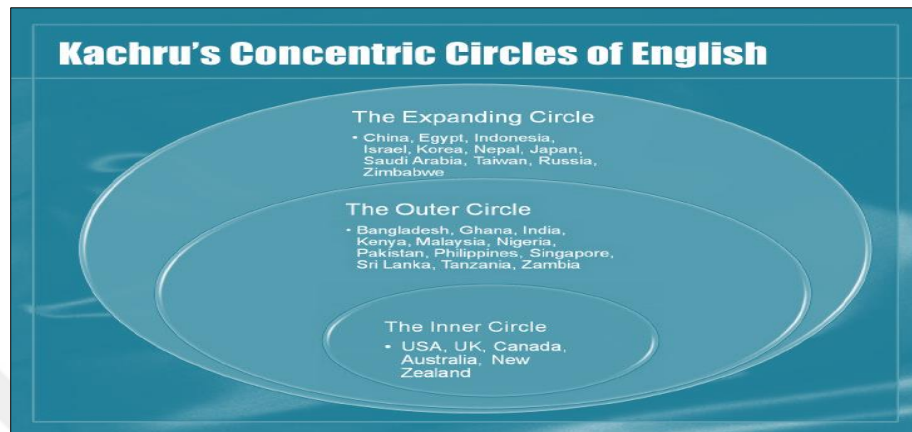 Kachru's Concentric Circles of English
The Expanding Circle
• China, Egypt, Indonesia,
Israel, Korea, Nepal, Japan,
Saudi Arabia, Taiwan, Russia,
Zimbabwe
The Outer Circle
• Bangladesh, Ghana, India,
Kenya, Malaysia, Nigeria,
Pakistan, Philippines, Singapore,
Sri Lanka, Tanzania, Zambia
The Inner Circle
• USA, UK, Canada,
Australia, New
Zealand